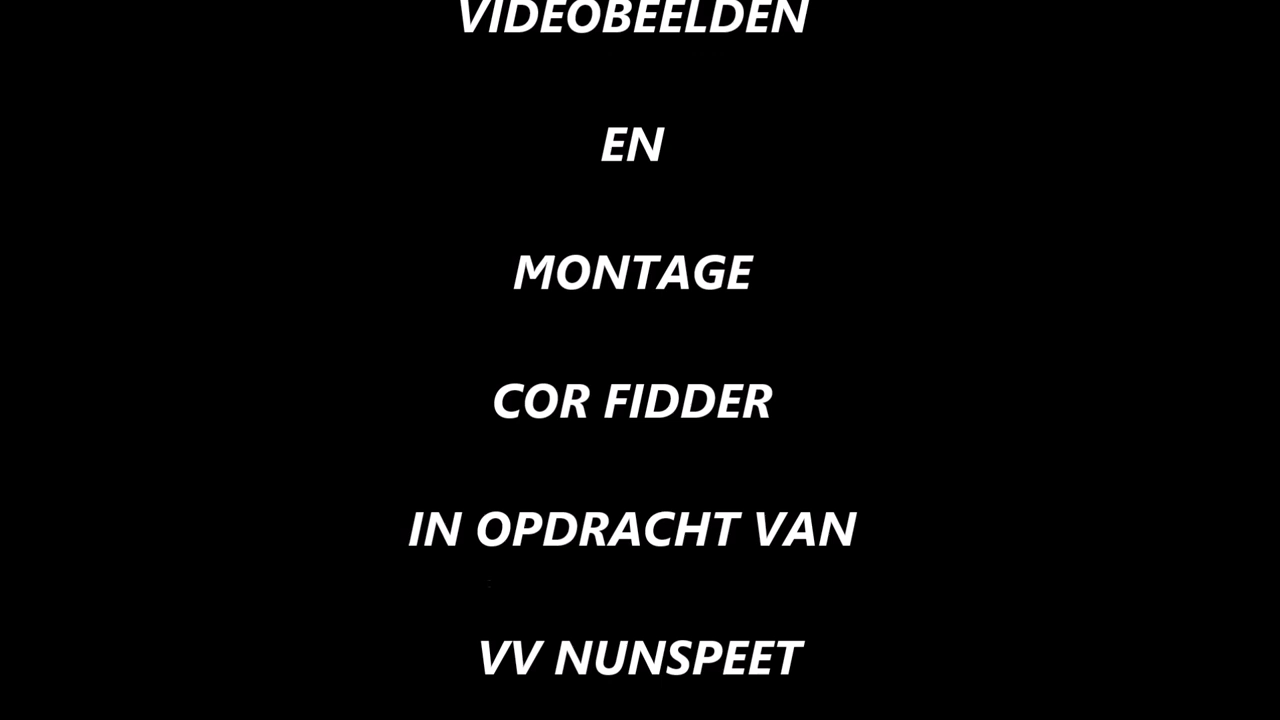 VIDEOBEELDEN
EN
MONTAGE
COR FIDDER
IN OPDRACHT VAN
VV NUNSPEET